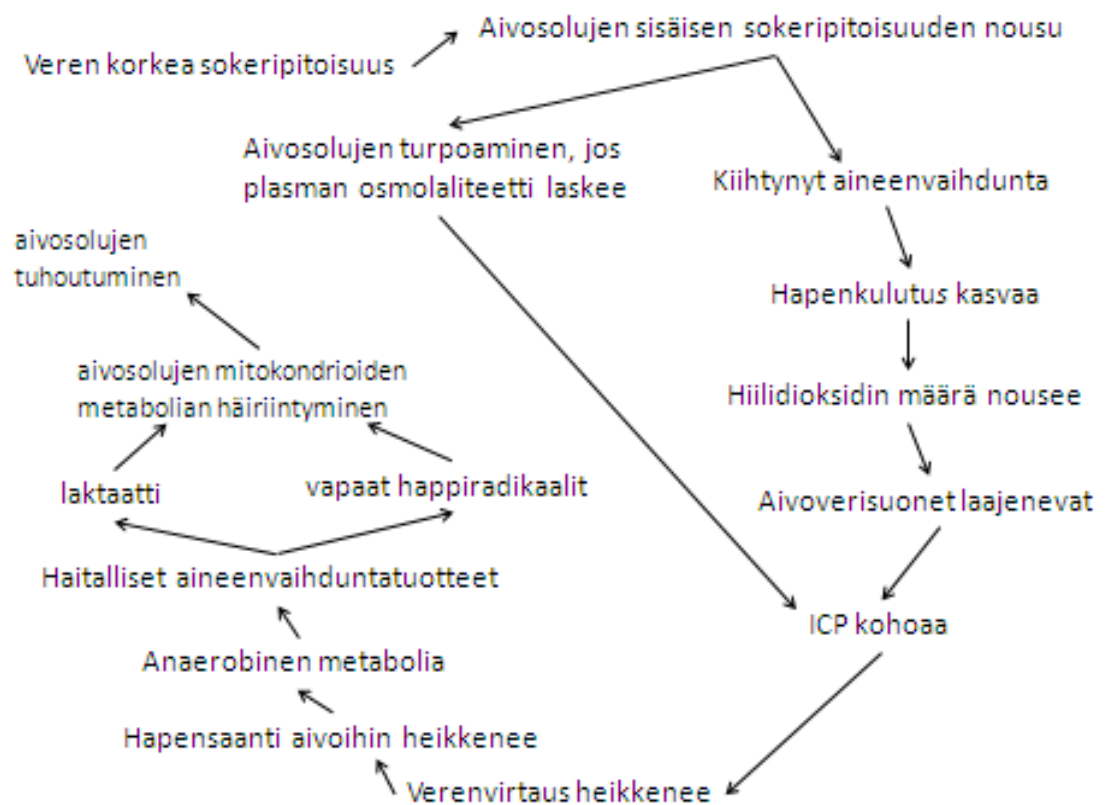 Aivosolujen sisäisen sokeripitoisuuden nousu
Veren korkea sokeripitoisuus
Aivosolujen turpoaminen, jos
plasman osmolaliteetti laskee
Kiihtynyt aineenvaihdunta
aivosolujen
tuhoutuminen
Hapenkulutus kasvaa
aivosolujen mitokondrioiden
metabolian häiriintyminen
Hiilidioksidin määrä nousee
laktaatti
vapaat happiradikaalit
Aivoverisuonet laajenevat
Haitalliset aineenvaihduntatuotteet
ICP kohoaa
Anaerobinen metabolia
Hapensaanti aivoihin heikkenee
Verenvirtaus heikkenee